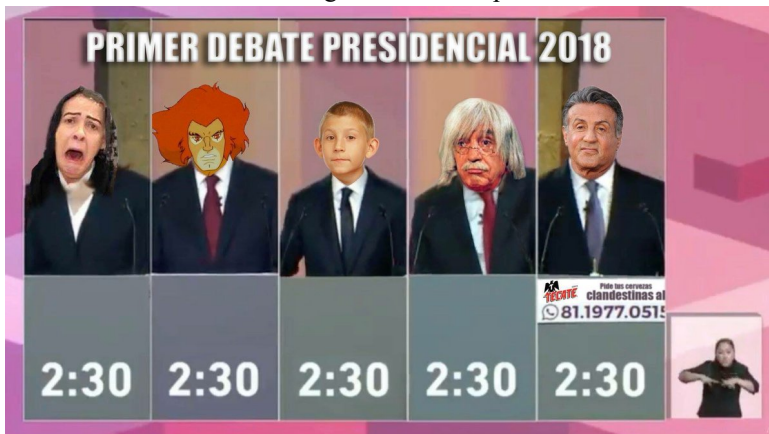 PRIMER DEBATE PRESIDENCIAL 2018
TECATE
Pide tus cervezas
clandestinas al
81.1977.0515
2:30 2:30 2:30 2:30 2:30